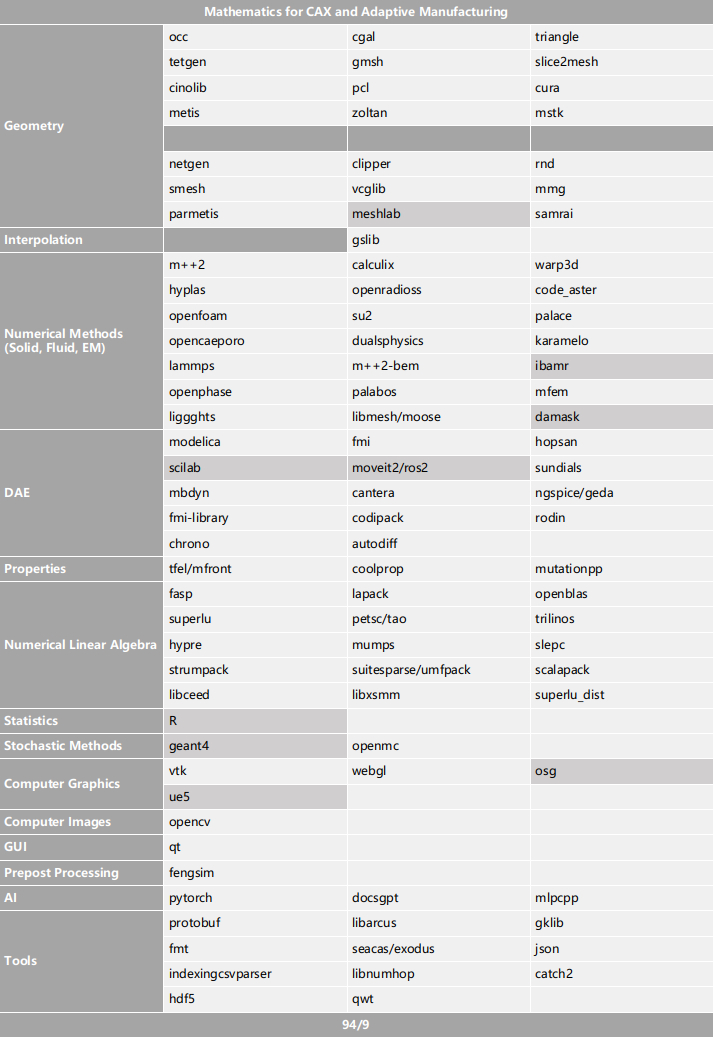 Mathematics for CAX and Adaptive Manufacturing
occ cgal triangle
tetgen gmsh slice2mesh
cinolib pcl cura
metis zoltan mstk
Geometry
netgen clipper rnd
smesh vcglib mmg
parmetis meshlab samrai
Interpolation gslib
m++2 calculix warp3d
hyplas openradioss code_aster
openfoam su2 palace
Numerical Methods
(Solid, Fluid, EM)
opencaeporo dualsphysics karamelo
lammps m++2-bem ibamr
openphase palabos mfem
liggghts libmesh/moose damask
modelica fmi hopsan
scilab moveit2/ros2 sundials
DAE mbdyn cantera ngspice/geda
fmi-library codipack rodin
chrono autodiff
Properties tfel/mfront coolprop mutationpp
fasp lapack openblas
superlu petsc/tao trilinos
Numerical Linear Algebra hypre mumps slepc
strumpack suitesparse/umfpack scalapack
libceed libxsmm superlu_dist
Statistics R
Stochastic Methods geant4 openmc
Computer Graphics
vtk webgl osg
ue5
Computer Images opencv
GUI qt
Prepost Processing fengsim
AI pytorch docsgpt mlpcpp
protobuf libarcus gklib
fmt seacas/exodus json
Tools
indexingcsvparser libnumhop catch2
hdf5 qwt
94/9